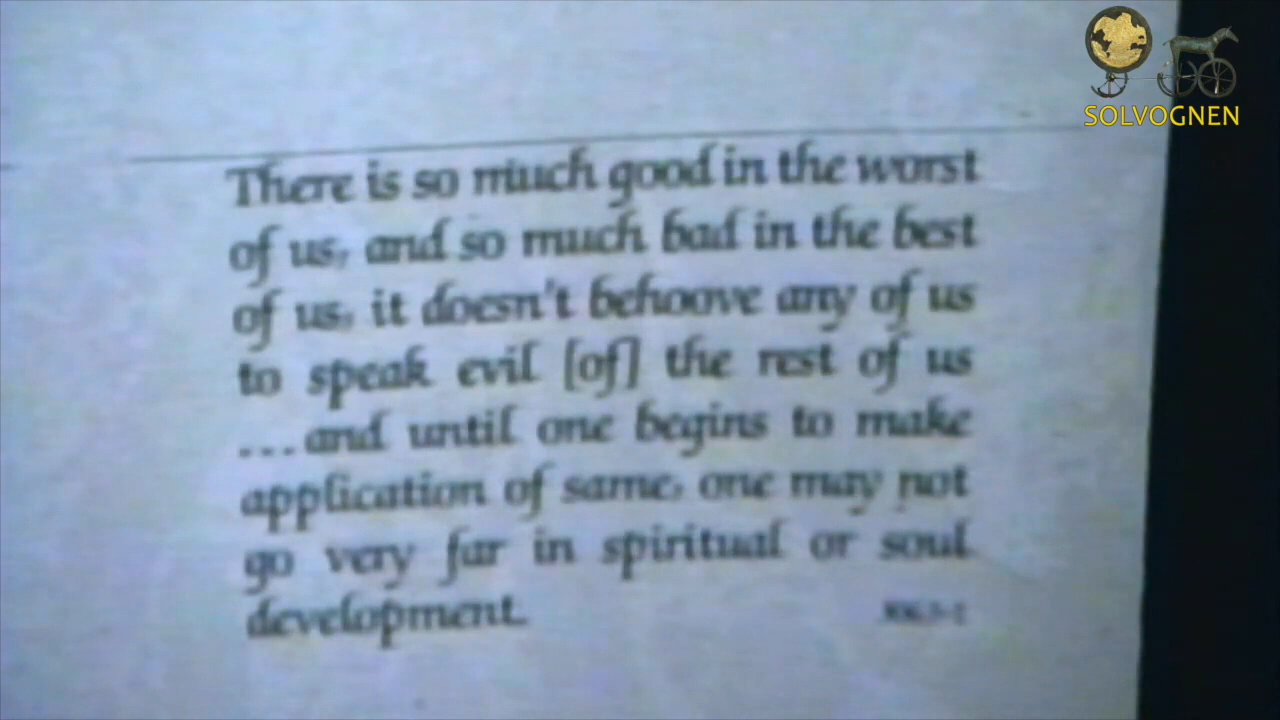 SOLVOGNEN
There is so much good in the worst
of us, and so much bad in the best
of us, it doesn't behoove any of us
to speak evil [of] the rest of us
...and until one begins to make
application of same, one may not
go very far in spiritual or soul
development.